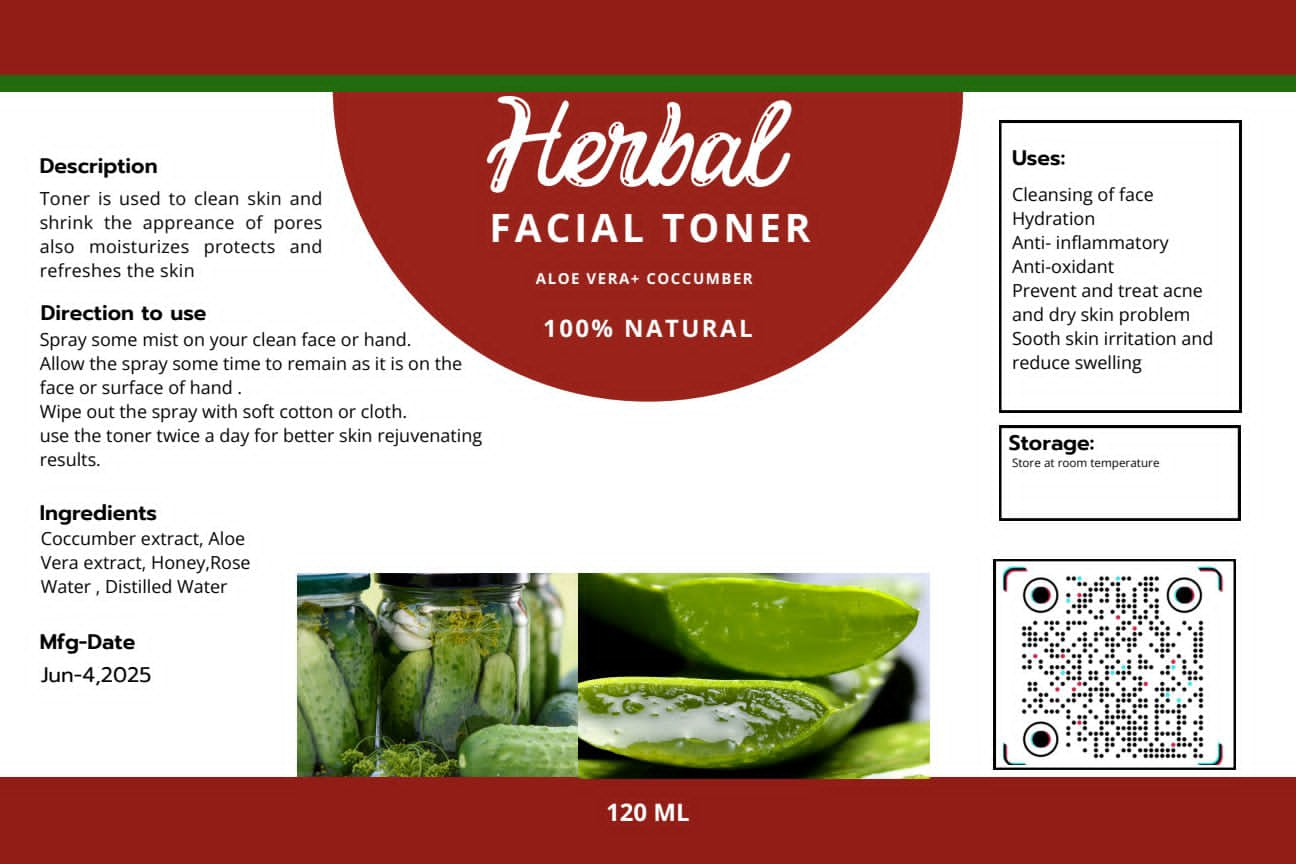 Herbal
FACIAL TONER
ALOE VERA+ COCCUMBER
100% NATURAL
Description
Toner is used to clean skin and
shrink the appreance of pores
also moisturizes protects and
refreshes the skin
Direction to use
Spray some mist on your clean face or hand.
Allow the spray some time to remain as it is on the
face or surface of hand .
Wipe out the spray with soft cotton or cloth.
use the toner twice a day for better skin rejuvenating
results.
Ingredients
Coccumber extract, Aloe
Vera extract, Honey,Rose
Water , Distilled Water
Mfg-Date
Jun-4,2025
Uses:
Cleansing of face
Hydration
Anti- inflammatory
Anti-oxidant
Prevent and treat acne
and dry skin problem
Sooth skin irritation and
reduce swelling
Storage:
Store at room temperature
120 ML